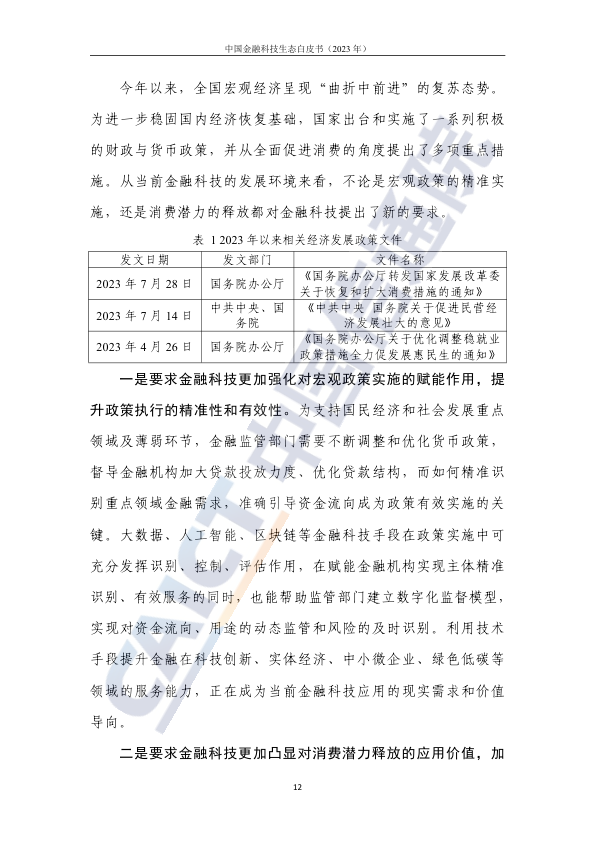 中国金融科技生态白皮书（2023 年）
今年以来，全国宏观经济呈现“曲折中前进”的复苏态势。
为进一步稳固国内经济恢复基础，国家出台和实施了一系列积极
的财政与货币政策，并从全面促进消费的角度提出了多项重点措
施。从当前金融科技的发展环境来看，不论是宏观政策的精准实
施，还是消费潜力的释放都对金融科技提出了新的要求。
表 1 2023 年以来相关经济发展政策文件
发文日期 发文部门 文件名称
2023 年 7 月 28 日 国务院办公厅 《国务院办公厅转发国家发展改革委
关于恢复和扩大消费措施的通知》
2023 年 7 月 14 日 中共中央、国
务院 《中共中央 国务院关于促进民营经
济发展壮大的意见》
2023 年 4 月 26 日 国务院办公厅 《国务院办公厅关于优化调整稳就业
政策措施全力促发展惠民生的通知》
一是要求金融科技更加强化对宏观政策实施的赋能作用，提
升政策执行的精准性和有效性。为支持国民经济和社会发展重点
领域及薄弱环节，金融监管部门需要不断调整和优化货币政策，
督导金融机构加大贷款投放力度、优化贷款结构，而如何精准识
别重点领域金融需求，准确引导资金流向成为政策有效实施的关
键。大数据、人工智能、区块链等金融科技手段在政策实施中可
充分发挥识别、控制、评估作用，在赋能金融机构实现主体精准
识别、有效服务的同时，也能帮助监管部门建立数字化监督模型，
实现对资金流向、用途的动态监管和风险的及时识别。利用技术
手段提升金融在科技创新、实体经济、中小微企业、绿色低碳等
领域的服务能力，正在成为当前金融科技应用的现实需求和价值
导向。
二是要求金融科技更加凸显对消费潜力释放的应用价值，加
12
CAICT 中国信通院